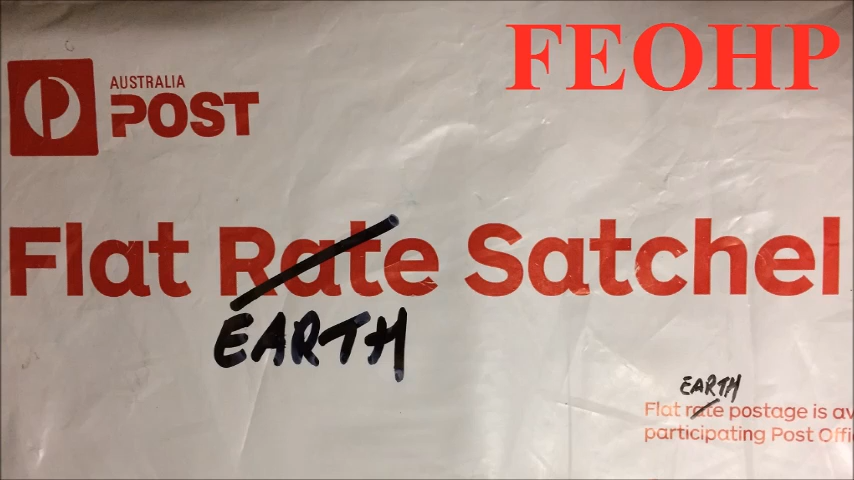 FEOHP
AUSTRALIA
POST
Flat Rate Satchel
EARTH
EARTH
Flat rate postage is av
participating Post Offi